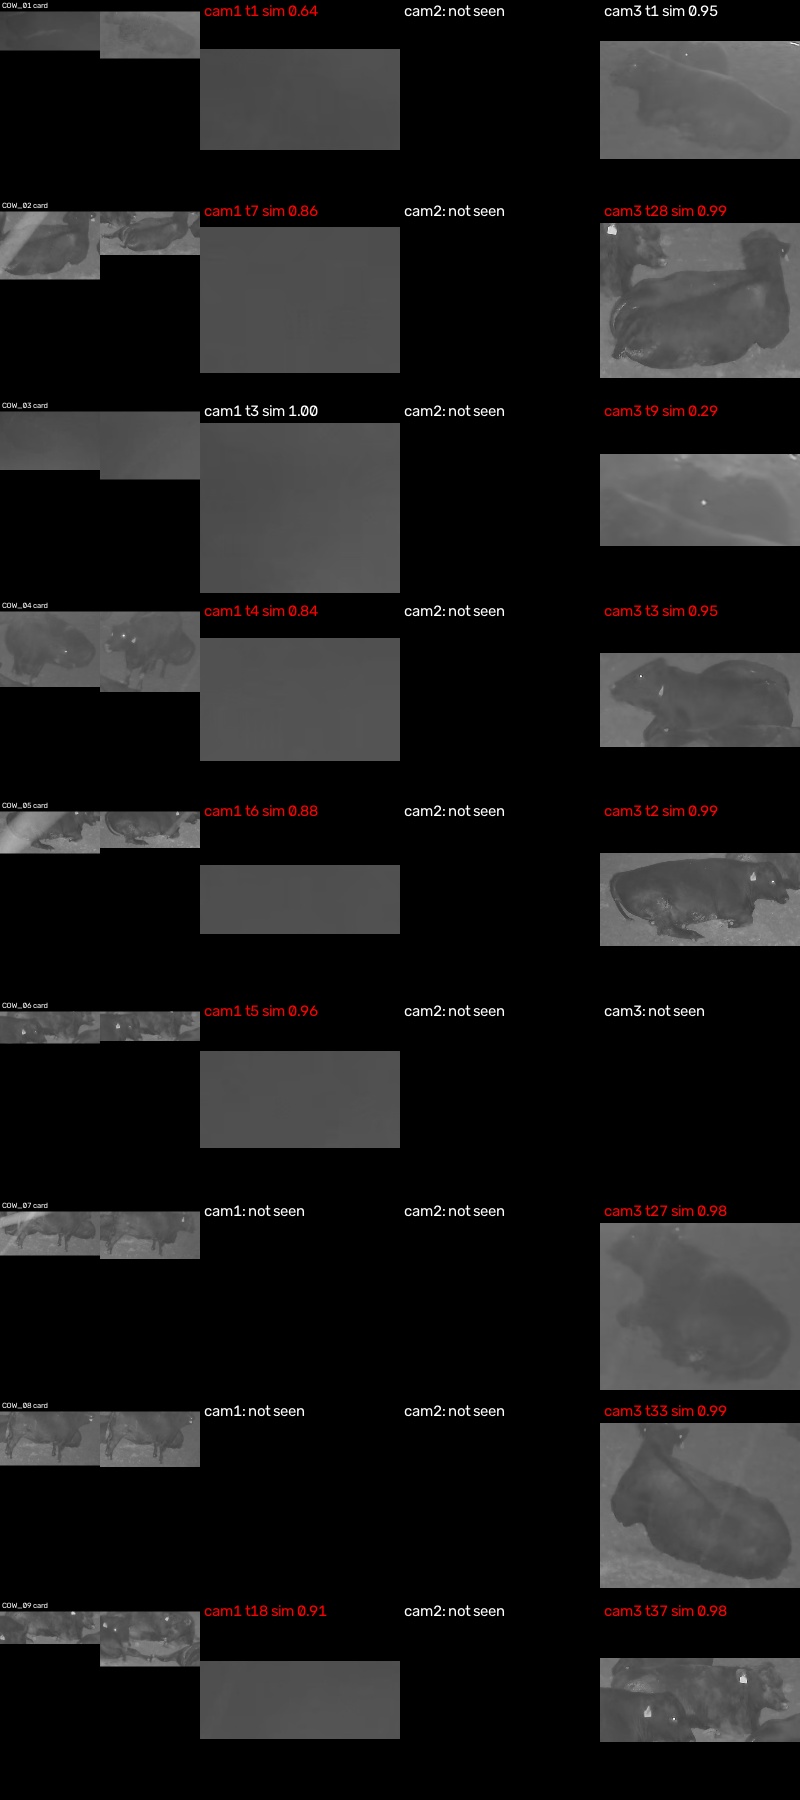 COW_01 card
cam1 t1 sim 0.64
cam2: not seen
cam3 t1 sim 0.95
COW_02 card
cam1 t7 sim 0.86
cam2: not seen
cam3 t28 sim 0.99
COW_03 card
cam1 t3 sim 1.00
cam2: not seen
cam3 t9 sim 0.29
COW_04 card
cam1 t4 sim 0.84
cam2: not seen
cam3 t3 sim 0.95
COW_05 card
cam1 t6 sim 0.88
cam2: not seen
cam3 t2 sim 0.99
COW_06 card
cam1 t5 sim 0.96
cam2: not seen
cam3: not seen
COW_07 card
cam1: not seen
cam2: not seen
cam3 t27 sim 0.98
COW_08 card
cam1: not seen
cam2: not seen
cam3 t33 sim 0.99
COW_09 card
cam1 t18 sim 0.91
cam2: not seen
cam3 t37 sim 0.98